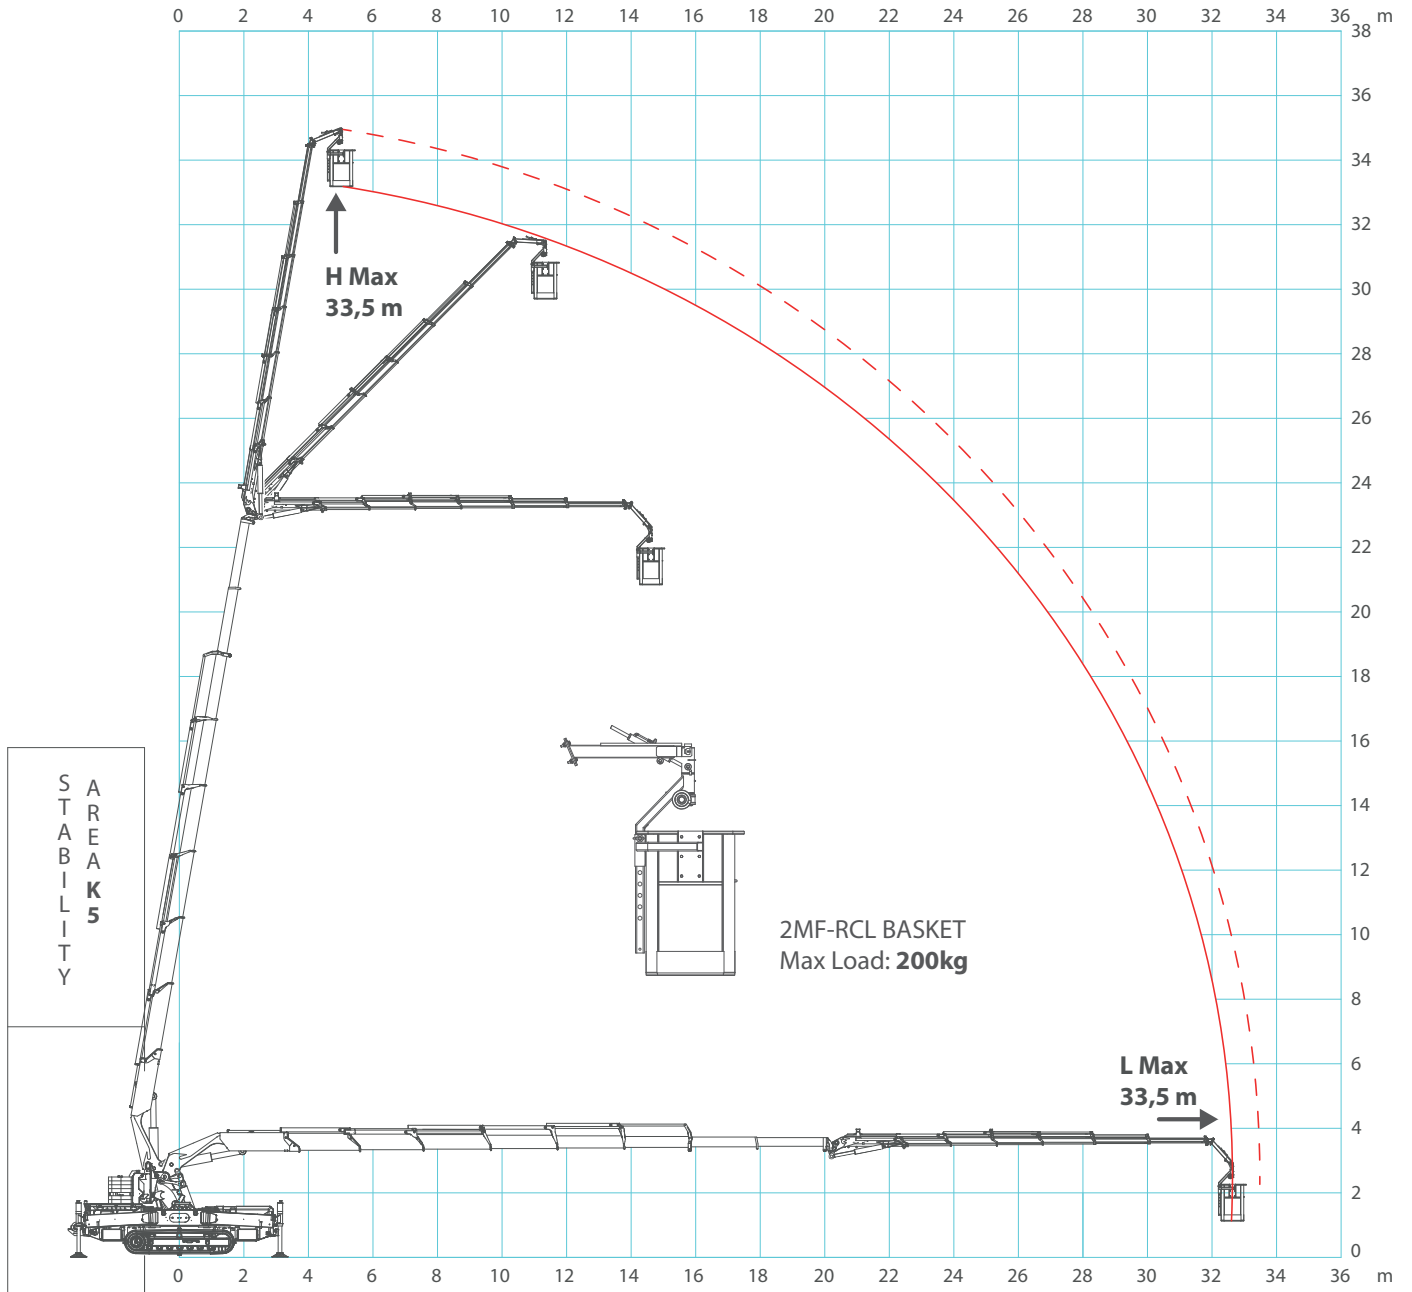 0 2 4 6 8 10 12 14 16 18 20 22 24 26 28 30 32 34 36 m
38
36
34
32
30
28
26
24
22
20
18
16
14
12
10
8
6
4
2
0
H Max
33,5 m
STABILITY
AREA K5
2MF-RCL BASKET
Max Load: 200kg
L Max
33,5 m
0 2 4 6 8 10 12 14 16 18 20 22 24 26 28 30 32 34 36 m